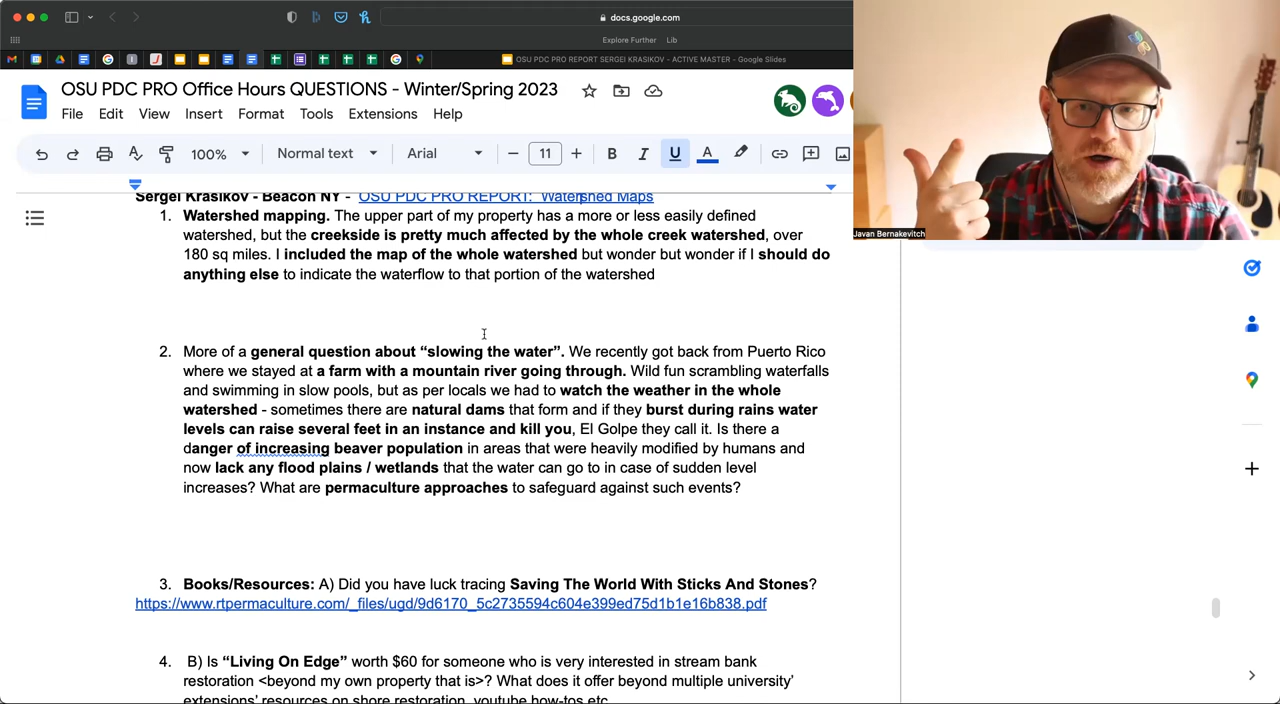 docs.google.com
Explore Further Lib
OSU PDC PRO REPORT SERGEI KRASIKOV - ACTIVE MASTER - Google Slides
OSU PDC PRO Office Hours QUESTIONS - Winter/Spring 2023
File Edit View Insert Format Tools Extensions Help
100% Normal text Arial 11 B I U A
Sergei Krasikov - Beacon NY - OSU PDC PRO REPORT: Watershed Maps
1. Watershed mapping. The upper part of my property has a more or less easily defined
watershed, but the creekside is pretty much affected by the whole creek watershed, over
180 sq miles. I included the map of the whole watershed but wonder but wonder if I should do
anything else to indicate the waterflow to that portion of the watershed
2. More of a general question about “slowing the water”. We recently got back from Puerto Rico
where we stayed at a farm with a mountain river going through. Wild fun scrambling waterfalls
and swimming in slow pools, but as per locals we had to watch the weather in the whole
watershed - sometimes there are natural dams that form and if they burst during rains water
levels can raise several feet in an instance and kill you, El Golpe they call it. Is there a
danger of increasing beaver population in areas that were heavily modified by humans and
now lack any flood plains / wetlands that the water can go to in case of sudden level
increases? What are permaculture approaches to safeguard against such events?
3. Books/Resources: A) Did you have luck tracing Saving The World With Sticks And Stones?
https://www.rtpermaculture.com/_files/ugd/9d6170_5c2735594c604e399ed75d1b1e16b838.pdf
4. B) Is “Living On Edge” worth $60 for someone who is very interested in stream bank
restoration <beyond my own property that is>? What does it offer beyond multiple university’
extensions’ resources on shore restoration, youtube how-tos etc
Javan Bernakevitch